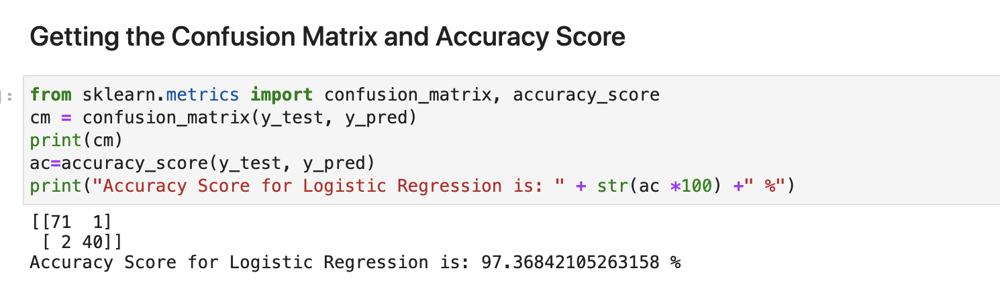 Getting the Confusion Matrix and Accuracy Score
]:
from sklearn.metrics import confusion_matrix, accuracy_score
cm = confusion_matrix(y_test, y_pred)
print(cm)
ac=accuracy_score(y_test, y_pred)
print("Accuracy Score for Logistic Regression is: " + str(ac *100) +" %")
[[71  1]
 [ 2 40]]
Accuracy Score for Logistic Regression is: 97.36842105263158 %